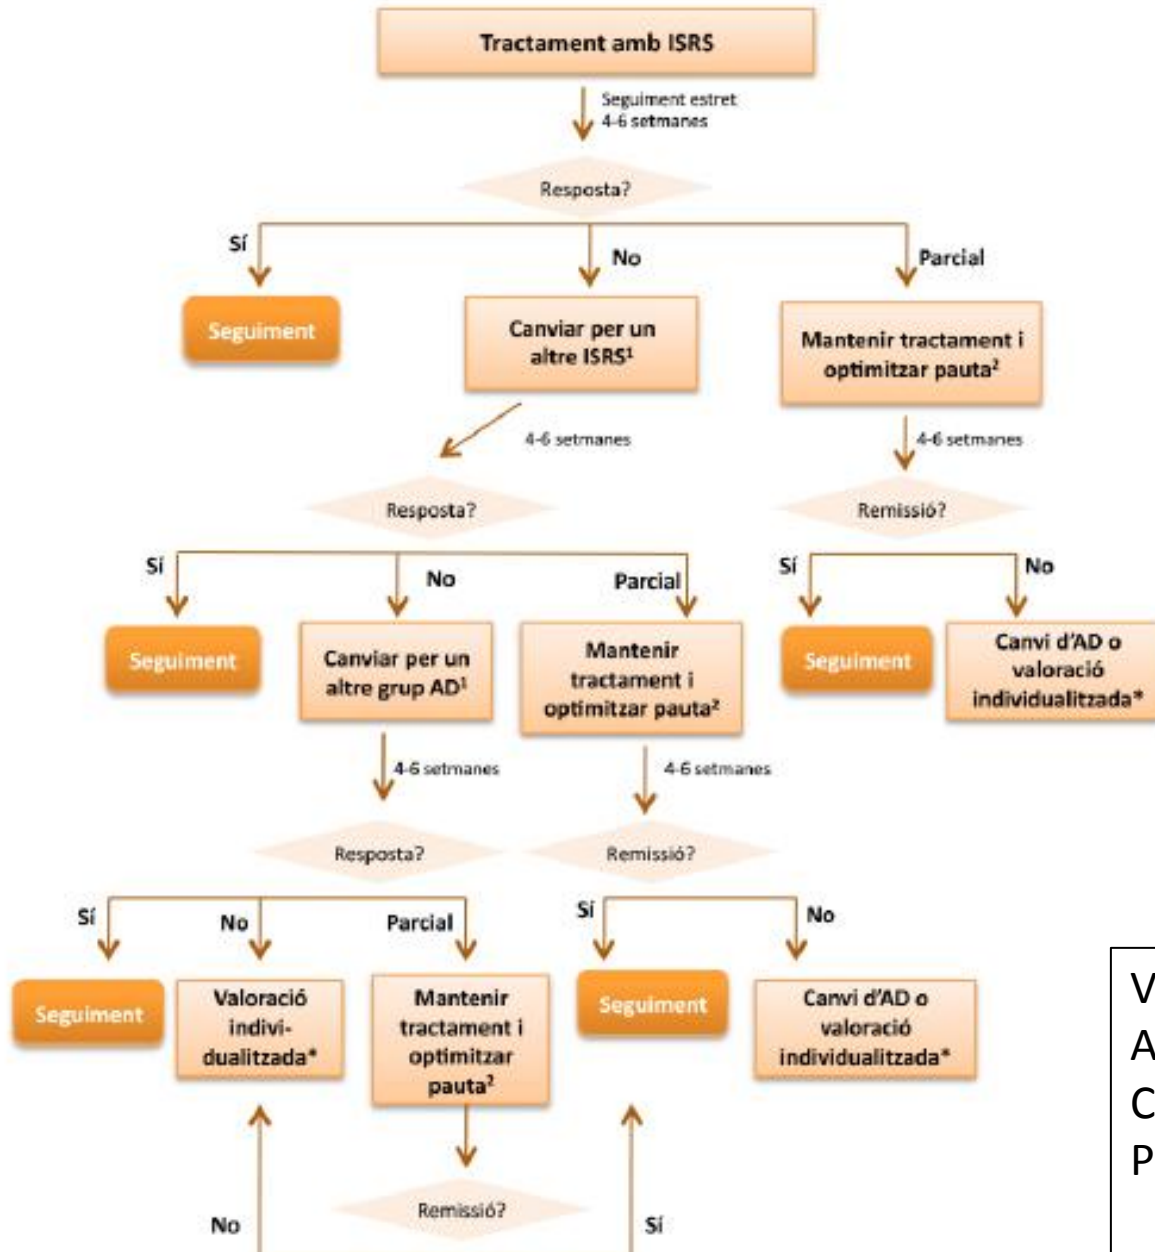 Tractament amb ISRS
Seguiment estret
4-6 setmanes
Resposta?
Sí
No
Parcial
Seguiment
Canviar per un
altre ISRS¹
Mantenir tractament i
optimitzar pauta²
4-6 setmanes
4-6 setmanes
Resposta?
Remissió?
Sí
No
Parcial
Sí
No
Seguiment
Canviar per un
altre grup AD¹
Mantenir
tractament i
optimitzar pauta²
Seguiment
Canvi d'AD o
valoració
individualitzada*
4-6 setmanes
4-6 setmanes
Resposta?
Remissió?
Sí
No
Parcial
Sí
No
Seguiment
Valoració
indivi-
dualitzada*
Mantenir
tractament i
optimitzar
pauta²
Seguiment
Canvi d'AD o
valoració
individualitzada*
Remissió?
No
Sí
V
A
C
P